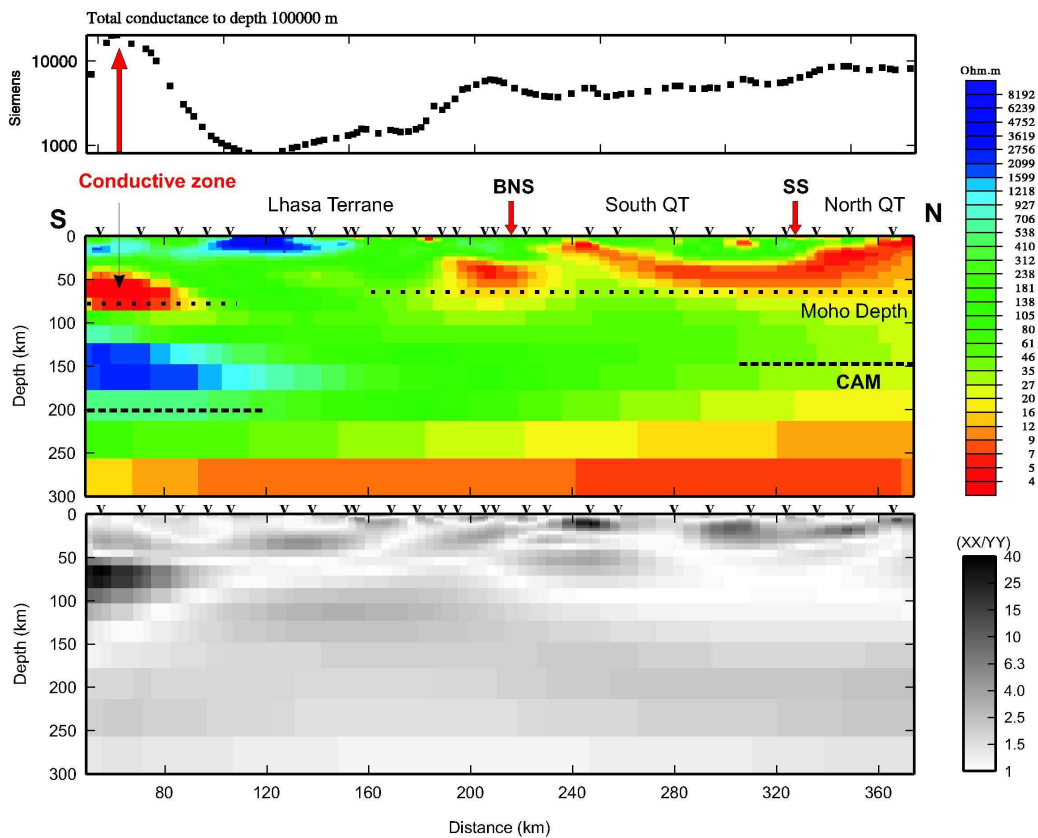 Total conductance to depth 100000 m
Siemens
10000
1000
Conductive zone
BNS
SS
S
Lhasa Terrane
South QT
North QT
N
v v v v v v v v v v v v v v v v v v v v v v v v v
Depth (km)
0
50
100
150
200
250
300
Moho Depth
CAM
Ohm.m
8192
6239
4752
3619
2756
2099
1599
1218
927
706
538
410
312
238
181
138
105
80
61
46
35
27
20
16
12
9
7
5
4
v v v v v v v v v v v v v v v v v v v v v v v v v
Depth (km)
0
50
100
150
200
250
300
80 120 160 200 240 280 320 360
Distance (km)
(XX/YY)
40
25
15
10
6.3
4.0
2.5
1.5
1